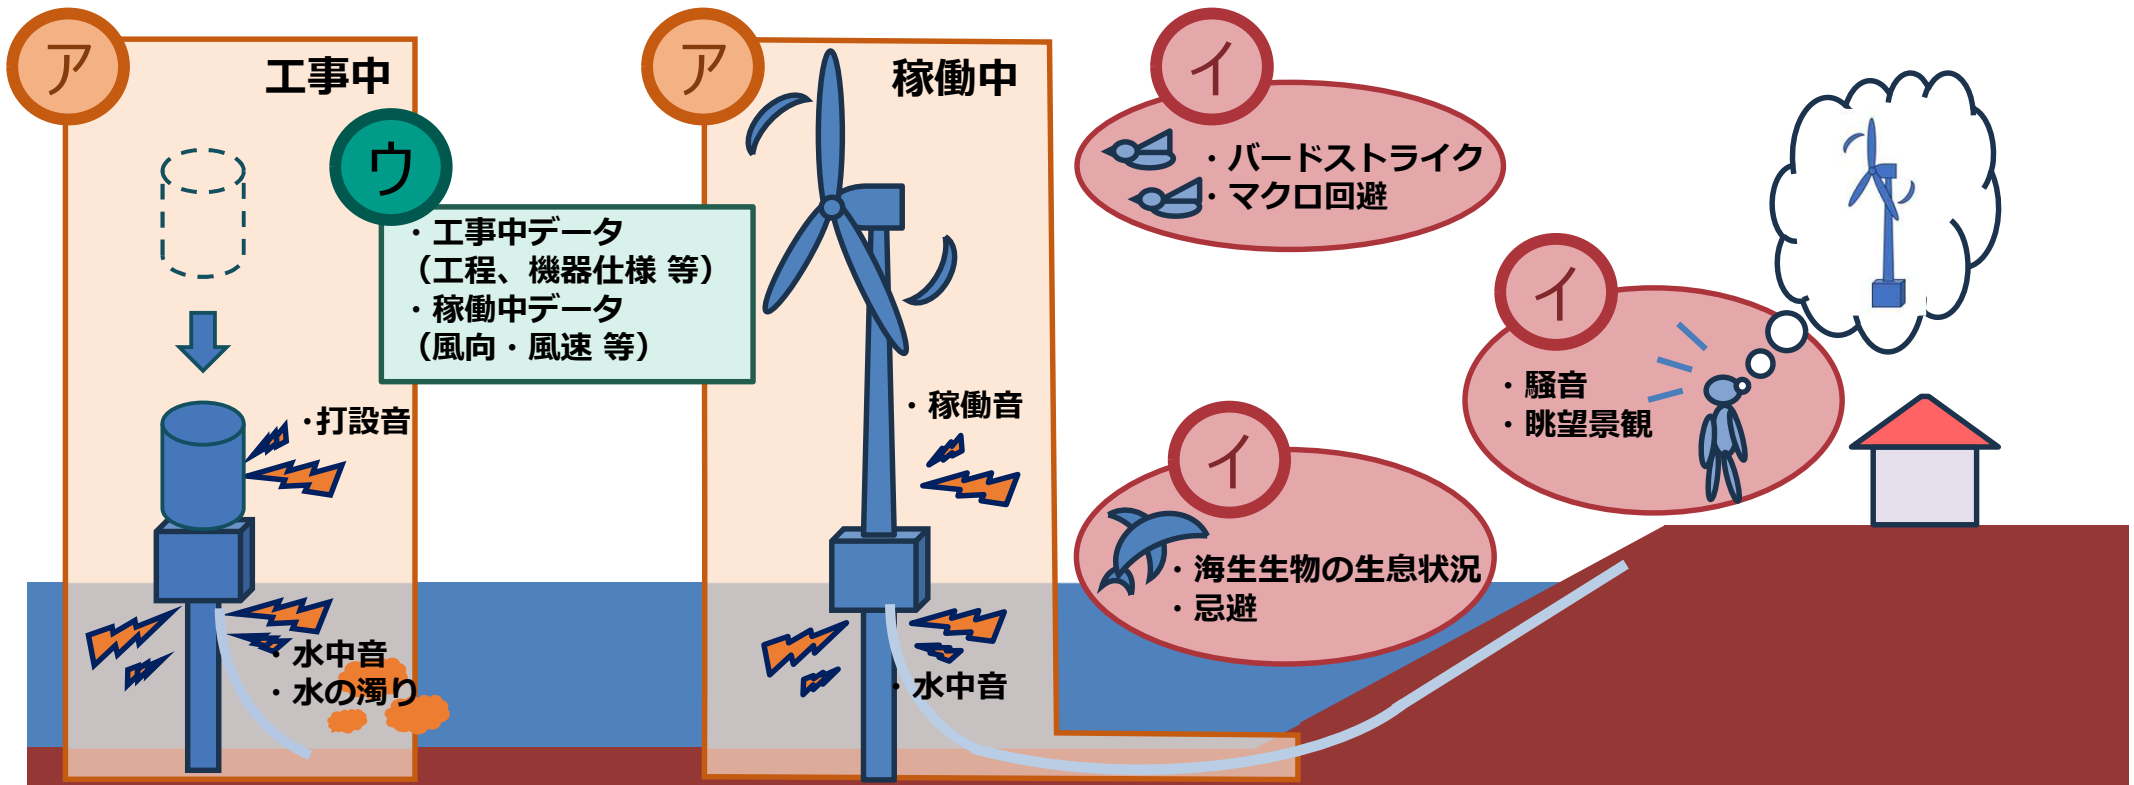 ア
工事中
ウ
・工事中データ
（工程、機器仕様 等）
・稼働中データ
（風向・風速 等）
・打設音
・水中音
・水の濁り
ア
稼働中
・稼働音
・水中音
イ
・バードストライク
・マクロ回避
イ
・騒音
・眺望景観
イ
・海生生物の生息状況
・忌避